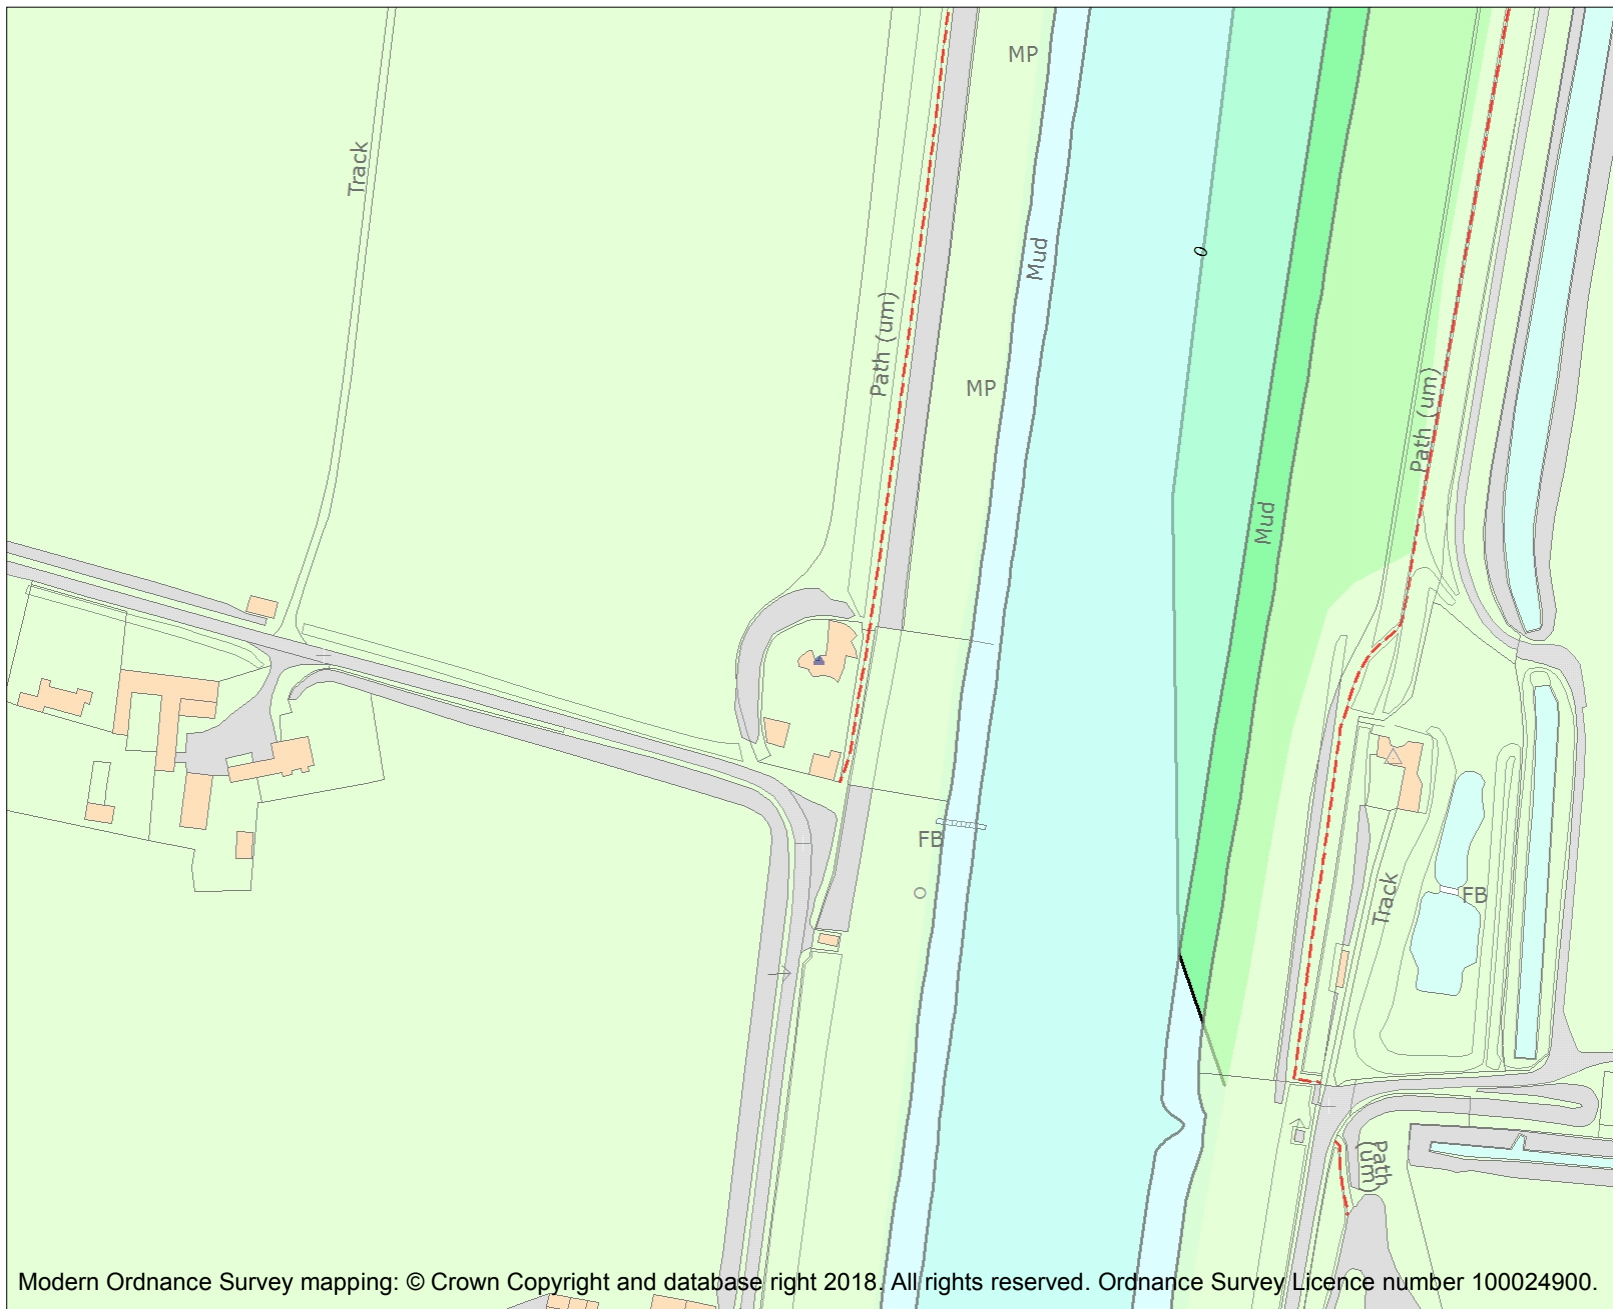 MP
Track
Mud
0
Path (um)
Path (um)
MP
Mud
FB
FB
Track
Path
(um)
Modern Ordnance Survey mapping: © Crown Copyright and database right 2018. All rights reserved. Ordnance Survey Licence number 100024900.